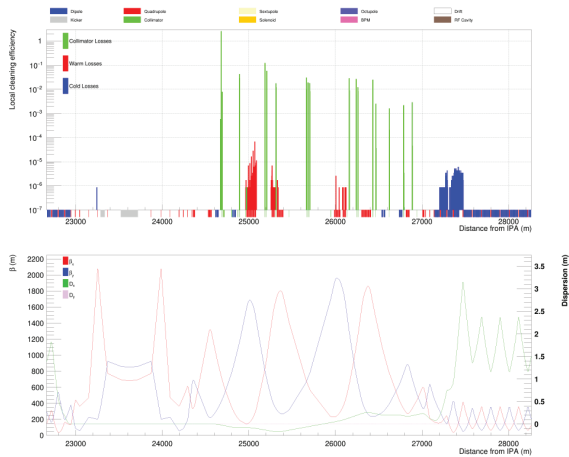 Dipole Quadrupole Sextupole Octupole Drift
Kicker Collimator Solenoid BPM RF Cavity
Local cleaning efficiency
1
10⁻¹
10⁻²
10⁻³
10⁻⁴
10⁻⁵
10⁻⁶
10⁻⁷
Collimator Losses
Warm Losses
Cold Losses
23000 24000 25000 26000 27000 28000
Distance from IPA (m)
β (m)
2200
2000
1800
1600
1400
1200
1000
800
600
400
200
0
βₓ
βᵧ
Dₓ
Dᵧ
3.5
3
2.5
2
1.5
1
0.5
0
Dispersion (m)
23000 24000 25000 26000 27000 28000
Distance from IPA (m)